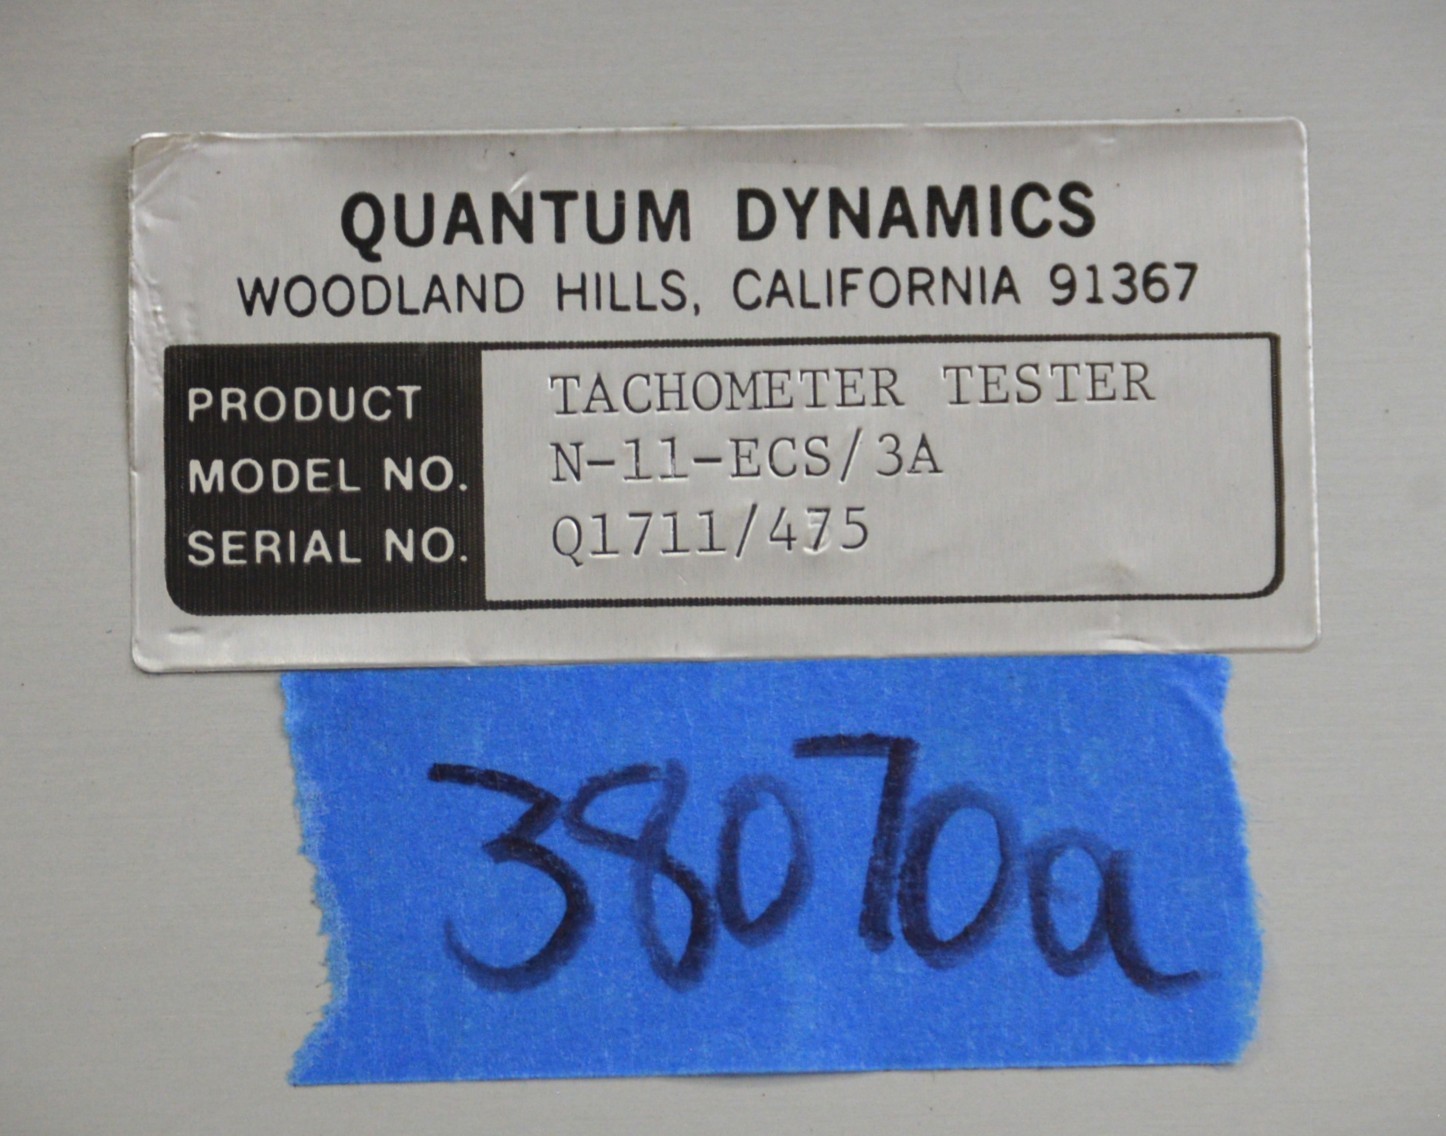 QUANTUM DYNAMICS
WOODLAND HILLS, CALIFORNIA 91367
PRODUCT TACHOMETER TESTER
MODEL NO. N-11-ECS/3A
SERIAL NO. Q1711/475
38070a